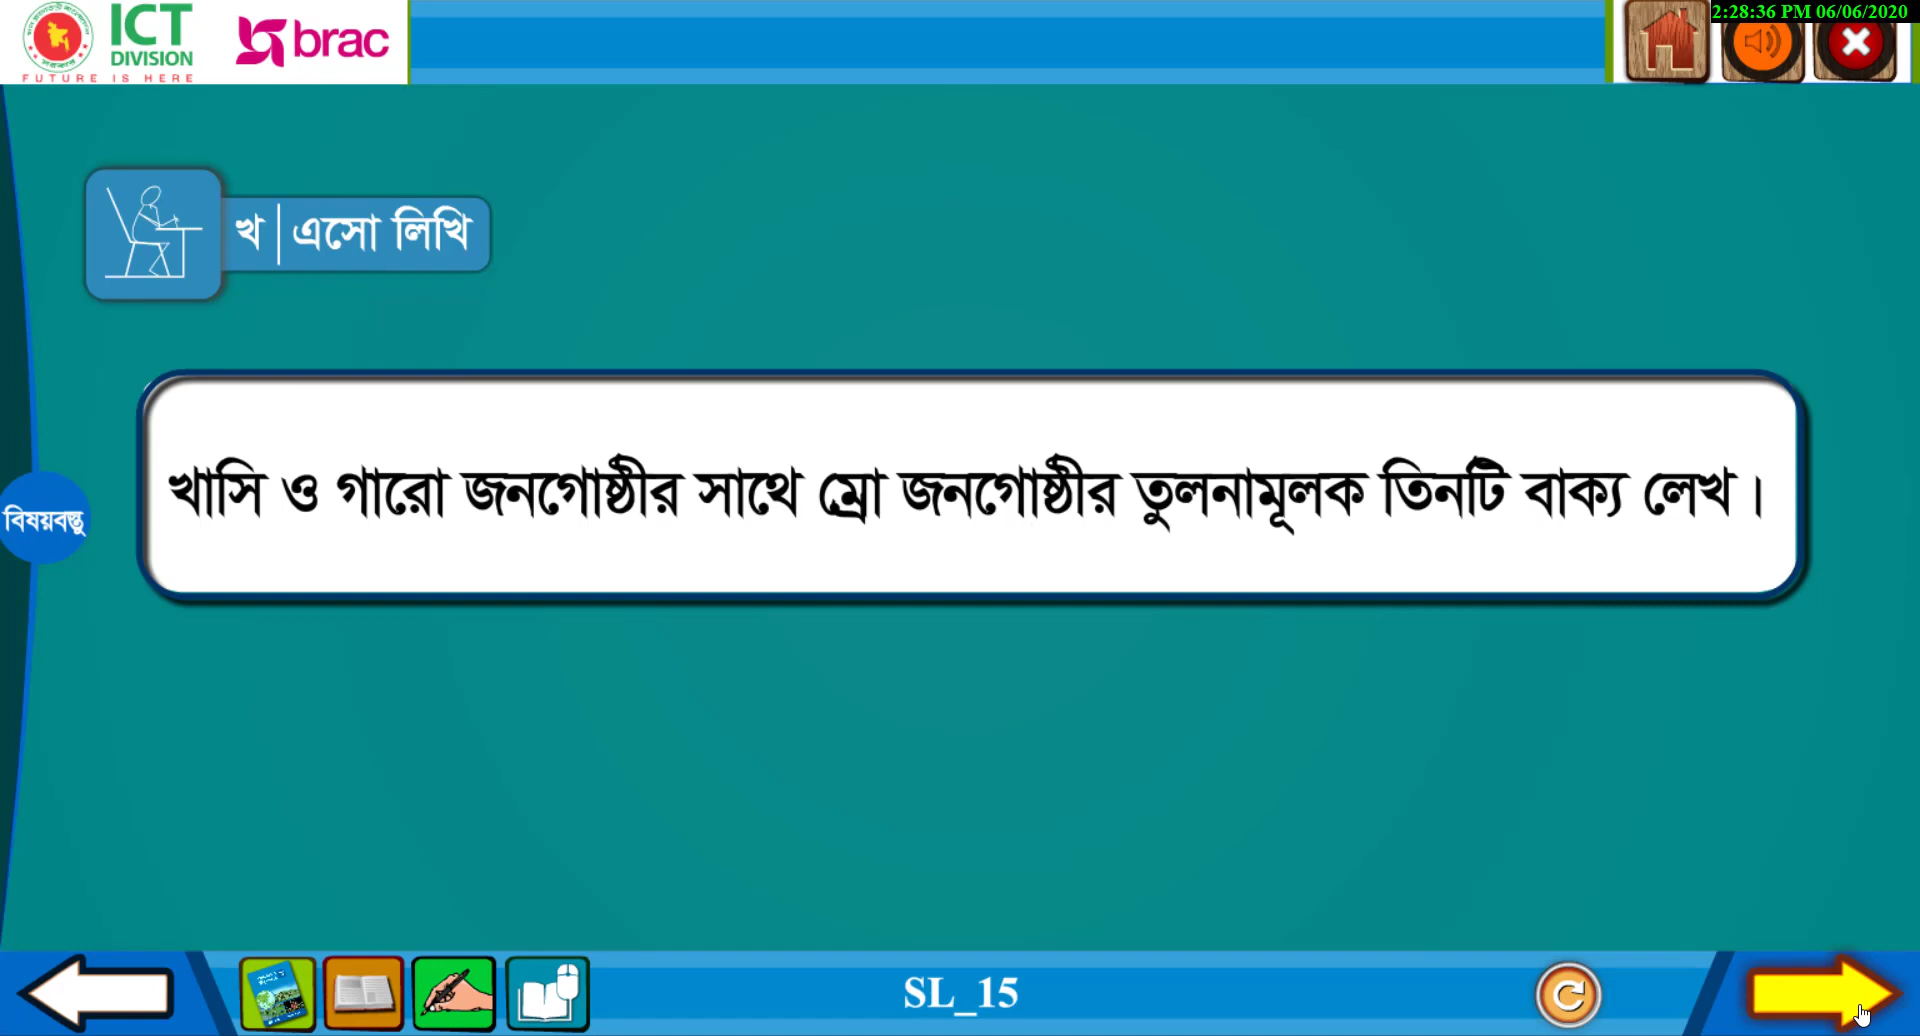 ICT
DIVISION
FUTURE IS HERE
brac
2:28:36 PM 06/06/2020
খ | এসো লিখি
খাসি ও গারো জনগোষ্ঠীর সাথে ম্রো জনগোষ্ঠীর তুলনামূলক তিনটি বাক্য লেখ।
বিষয়বস্তু
SL_15